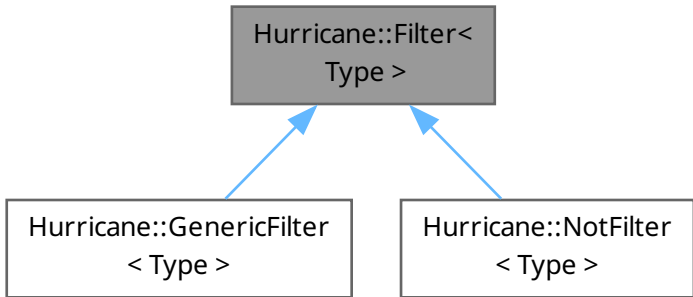 Hurricane::Filter<
Type >
Hurricane::GenericFilter
< Type >
Hurricane::NotFilter
< Type >